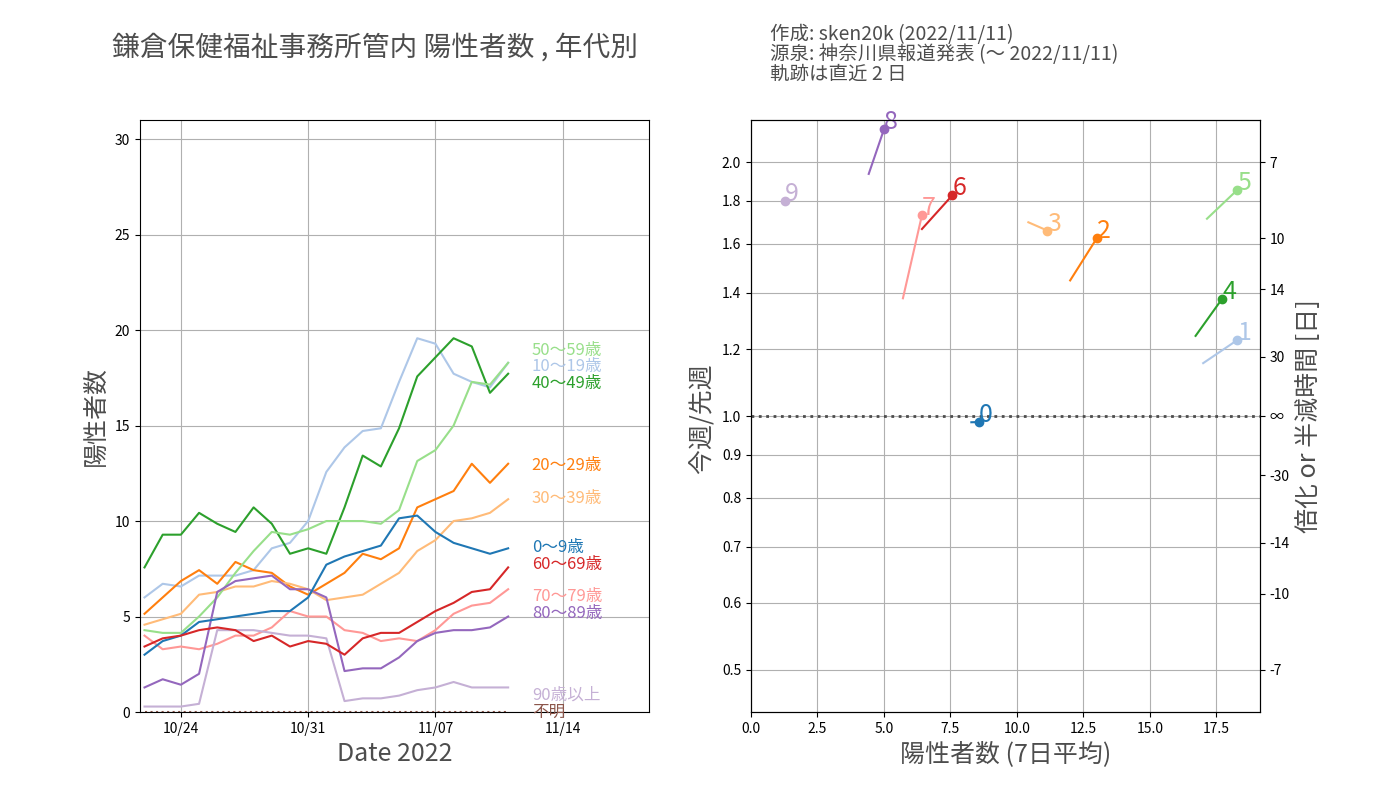 鎌倉保健福祉事務所管内 陽性者数 , 年代別
作成: sken20k (2022/11/11)
源泉: 神奈川県報道発表 (～ 2022/11/11)
軌跡は直近 2 日
陽性者数
30
25
20
15
10
5
0
50～59歳
10～19歳
40～49歳
20～29歳
30～39歳
0～9歳
60～69歳
70～79歳
80～89歳
90歳以上
不明
10/24
10/31
11/07
11/14
Date 2022
今週/先週
2.0
1.8
1.6
1.4
1.2
1.0
0.9
0.8
0.7
0.6
0.5
8
9
6
7
5
3
2
4
1
0
7
10
14
30
∞
-30
-14
-10
-7
倍化 or 半減時間 [日]
0.0
2.5
5.0
7.5
10.0
12.5
15.0
17.5
陽性者数 (7日平均)